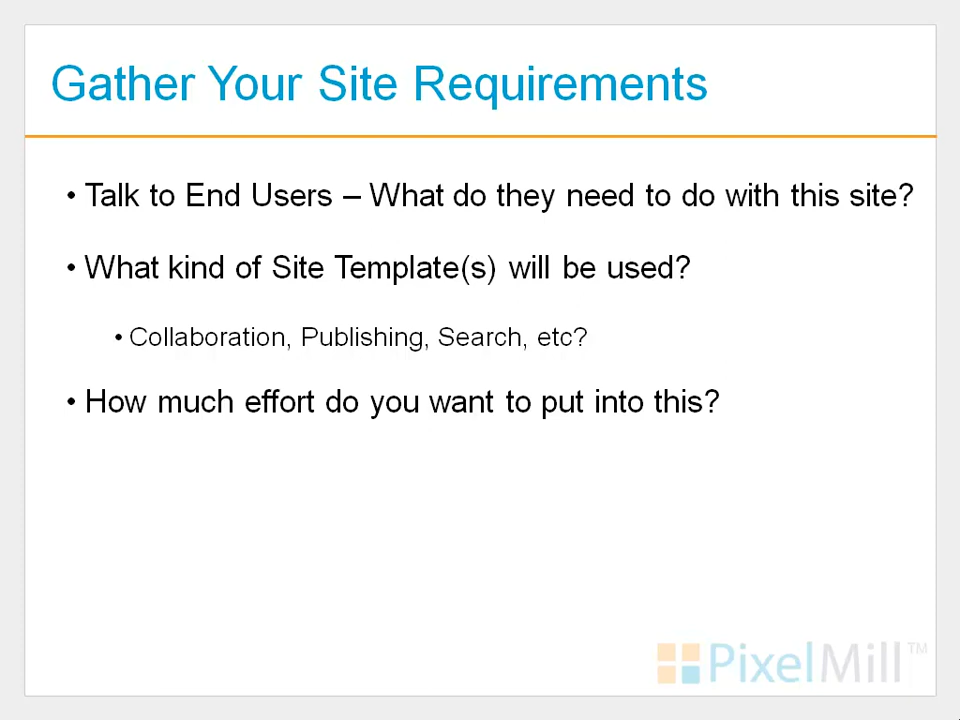 Gather Your Site Requirements
• Talk to End Users – What do they need to do with this site?
• What kind of Site Template(s) will be used?
• Collaboration, Publishing, Search, etc?
• How much effort do you want to put into this?
PixelMill™